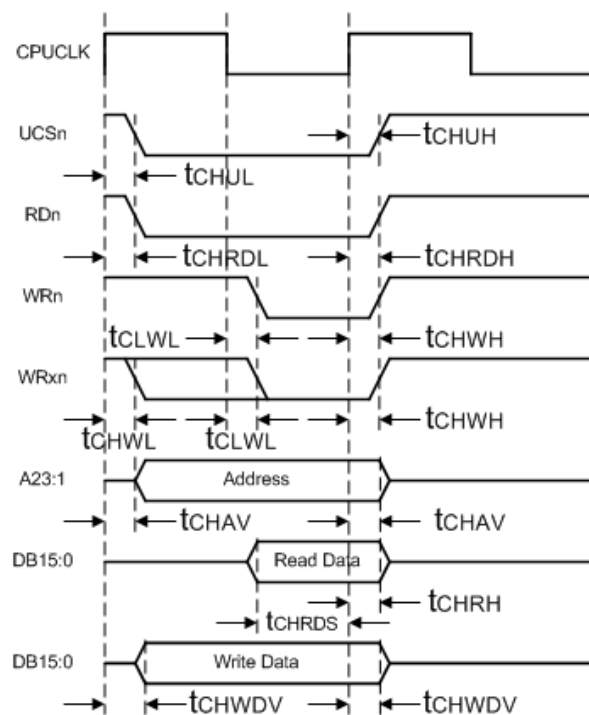 CPUCLK
UCSn
tCHUH
tCHUL
RDn
tCHRDL
tCHRDH
WRn
tCLWL
tCHWH
WRxn
tCHWL
tCLWL
tCHWH
A23:1
Address
tCHAV
tCHAV
DB15:0
Read Data
tCHRH
tCHRDS
DB15:0
Write Data
tCHWDV
tCHWDV